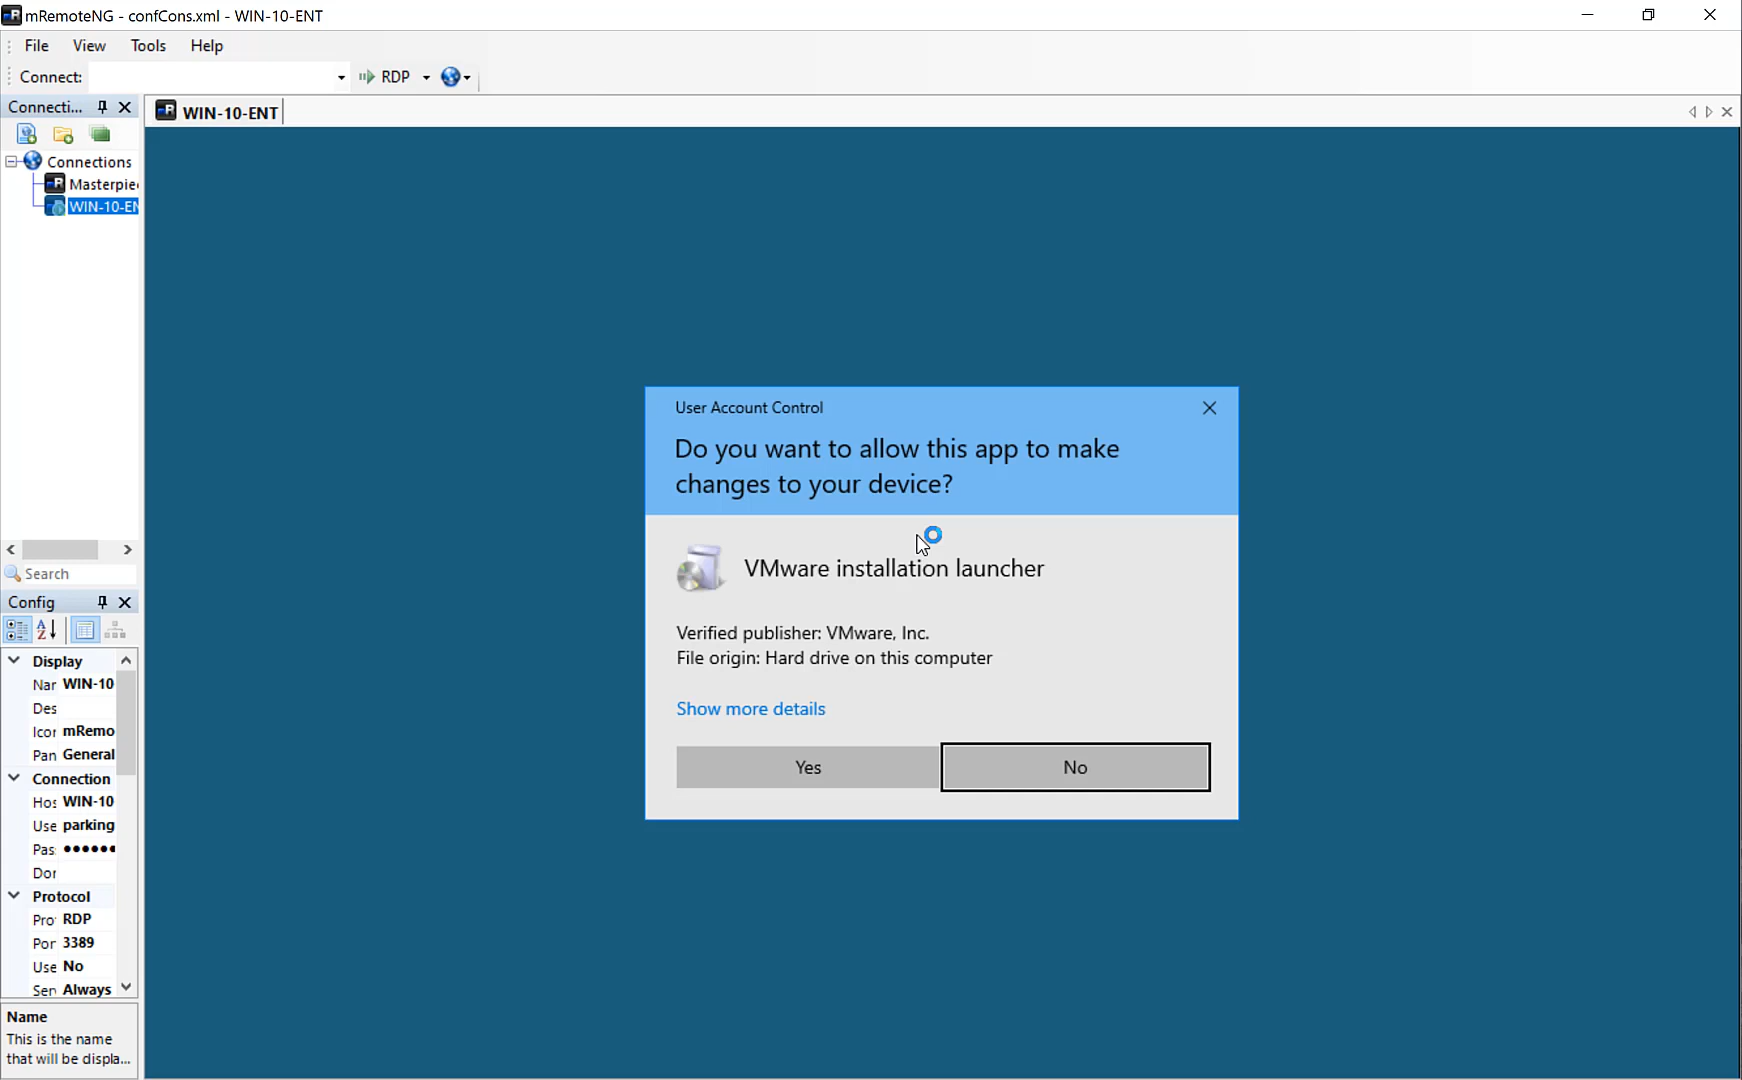 mRemoteNG - confCons.xml - WIN-10-ENT
File View Tools Help
Connect: RDP
Connecti...
WIN-10-ENT
Connections
Masterpie
WIN-10-EN
Search
Config
Display
Nar WIN-10
Des
Icor mRemo
Pan General
Connection
Hos WIN-10
Use parking
Pas ●●●●●●
Dor
Protocol
Pro RDP
Por 3389
Use No
Ser Always
Name
This is the name
that will be displa...
User Account Control
Do you want to allow this app to make
changes to your device?
VMware installation launcher
Verified publisher: VMware, Inc.
File origin: Hard drive on this computer
Show more details
Yes No